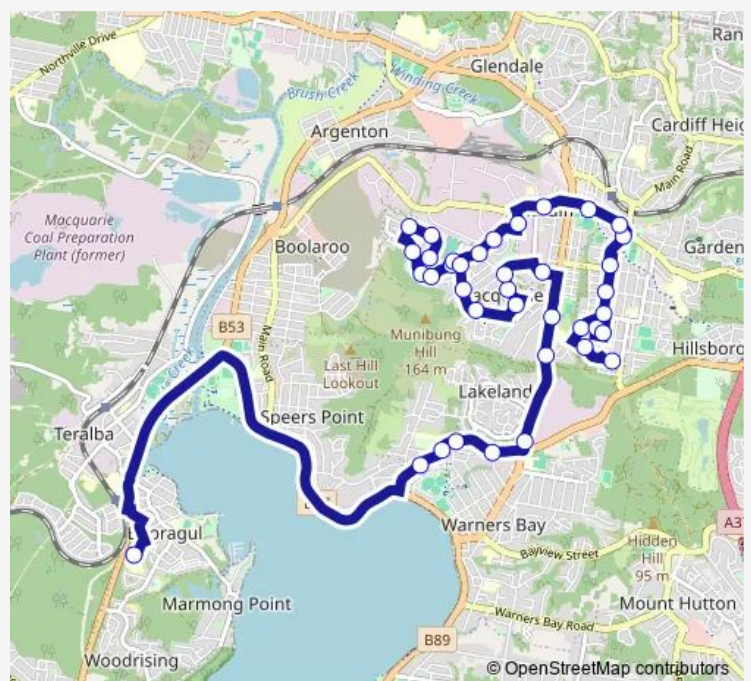 Northville Drive
Glendale
Ran
Brush Creek
Winding Creek
Argenton
Cardiff Heig
Main Road
Macquarie
Coal Preparation
Plant (former)
Boolaroo
Garden
B53
Main Road
Munibung
Hill
164 m
Last Hill
Lookout
Hillsboro
Lakeland
Creek
Speers Point
Teralba
A3
Warners Bay
Bayview Street
Hidden
Hill
95 m
Marmong Point
Mount Hutton
Warners Bay Road
B89
Woodrising
© OpenStreetMap contributors